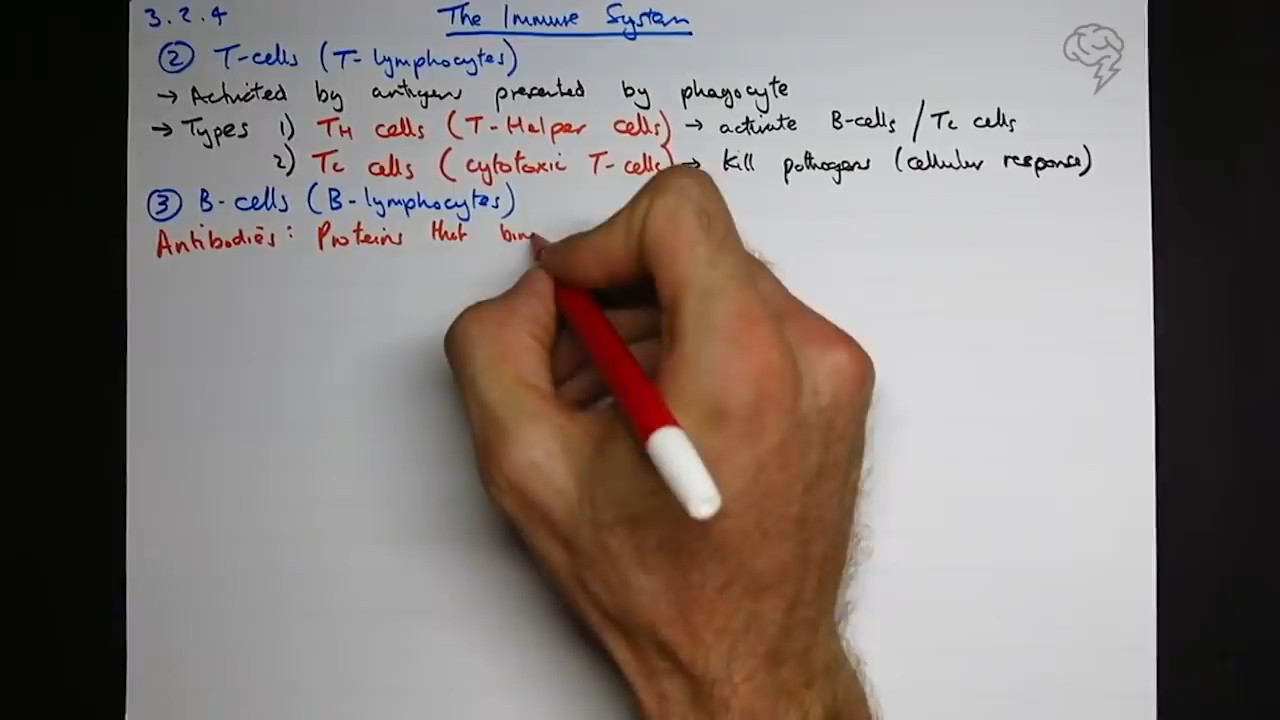 3.2.4 The Immune System
② T-cells (T-lymphocytes)
→ Activated by antigens presented by phagocyte
→ Types 1) TH cells (T-Helper cells) → activate B-cells / Tc cells
2) Tc cells (cytotoxic T-cells) → kill pathogens (cellular response)
③ B-cells (B-lymphocytes)
Antibodies: Proteins that bin